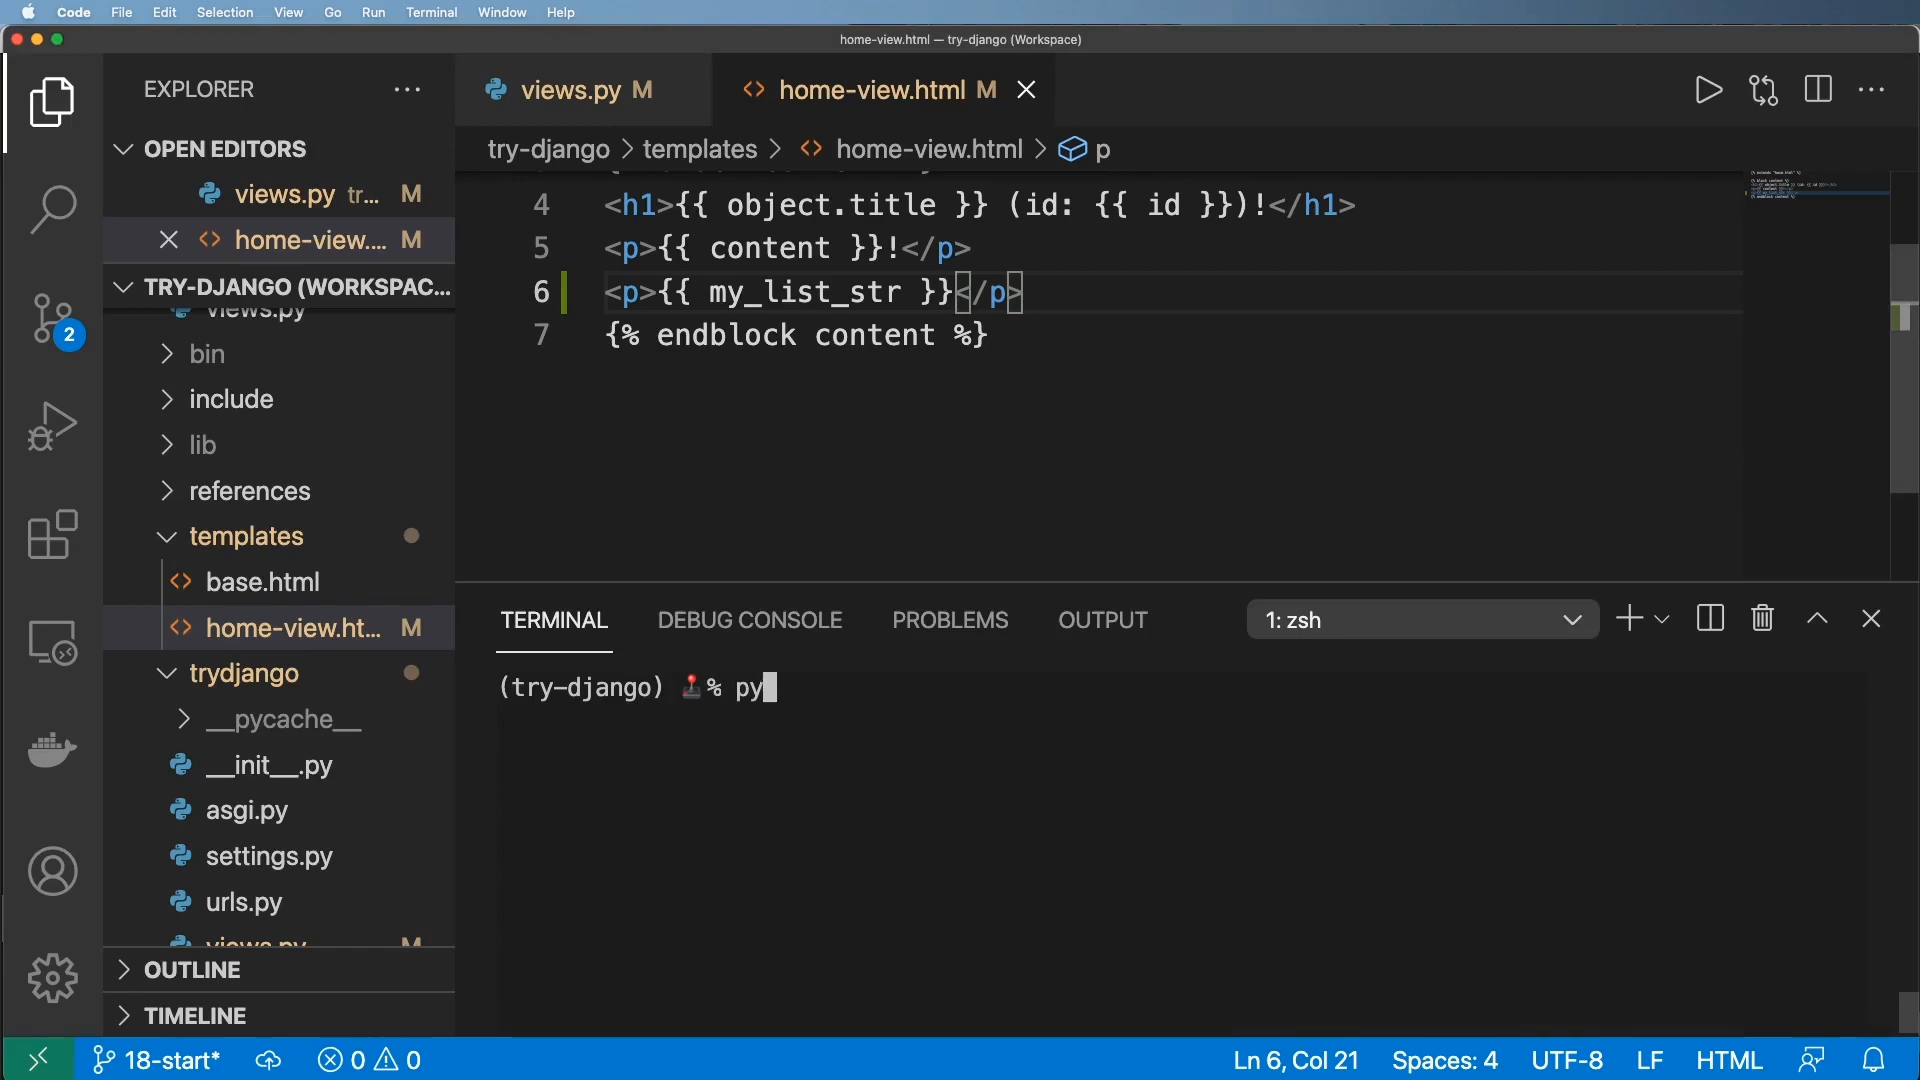 Code File Edit Selection View Go Run Terminal Window Help
home-view.html — try-django (Workspace)
EXPLORER
views.py M
home-view.html M
OPEN EDITORS
try-django > templates > home-view.html > p
views.py tr... M
home-view.... M
TRY-DJANGO (WORKSPAC...
views.py
bin
include
lib
references
templates
base.html
home-view.ht... M
trydjango
__pycache__
__init__.py
asgi.py
settings.py
urls.py
views.py M
OUTLINE
TIMELINE
2
4 <h1>{{ object.title }} (id: {{ id }})!</h1>
5 <p>{{ content }}!</p>
6 <p>{{ my_list_str }}</p>
7 {% endblock content %}
TERMINAL DEBUG CONSOLE PROBLEMS OUTPUT 1: zsh
(try-django) 🕹% py
18-start* 0 0 Ln 6, Col 21 Spaces: 4 UTF-8 LF HTML